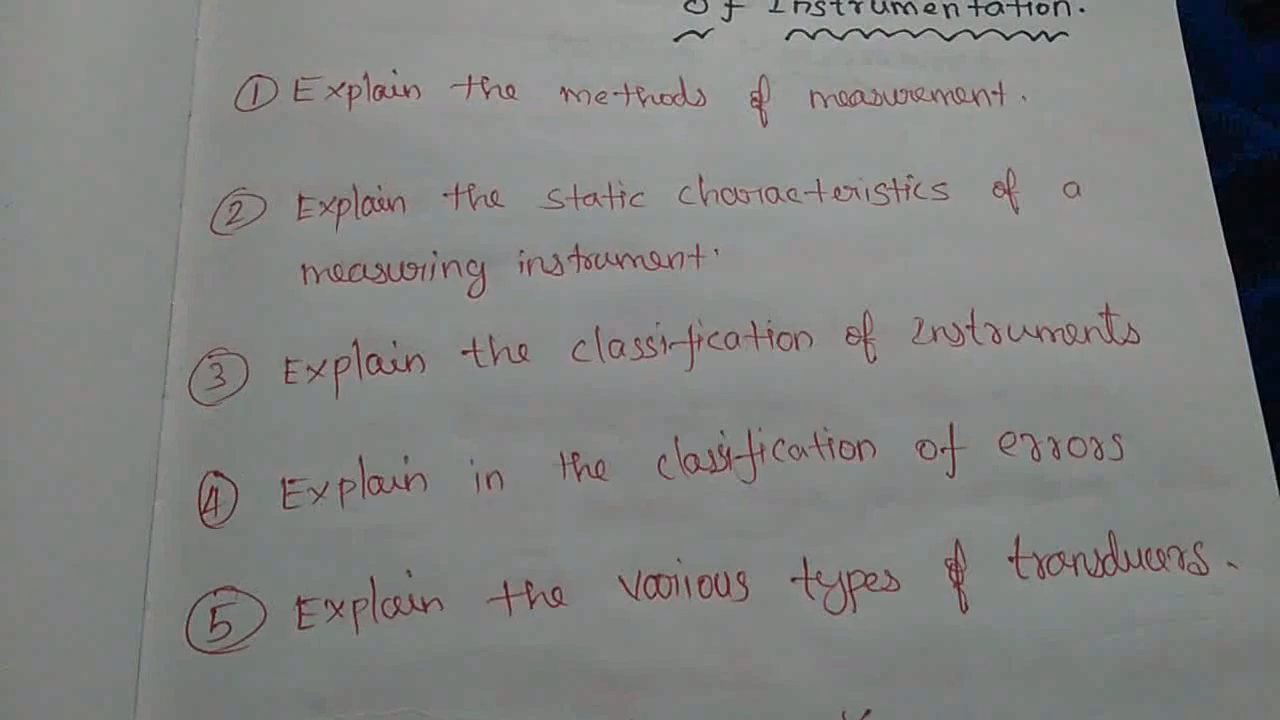 Of Instrumentation.
① Explain the methods of measurement.
② Explain the static characteristics of a
measuring instrument.
③ Explain the classification of Instruments
④ Explain in the classification of errors
⑤ Explain the various types of transducers.